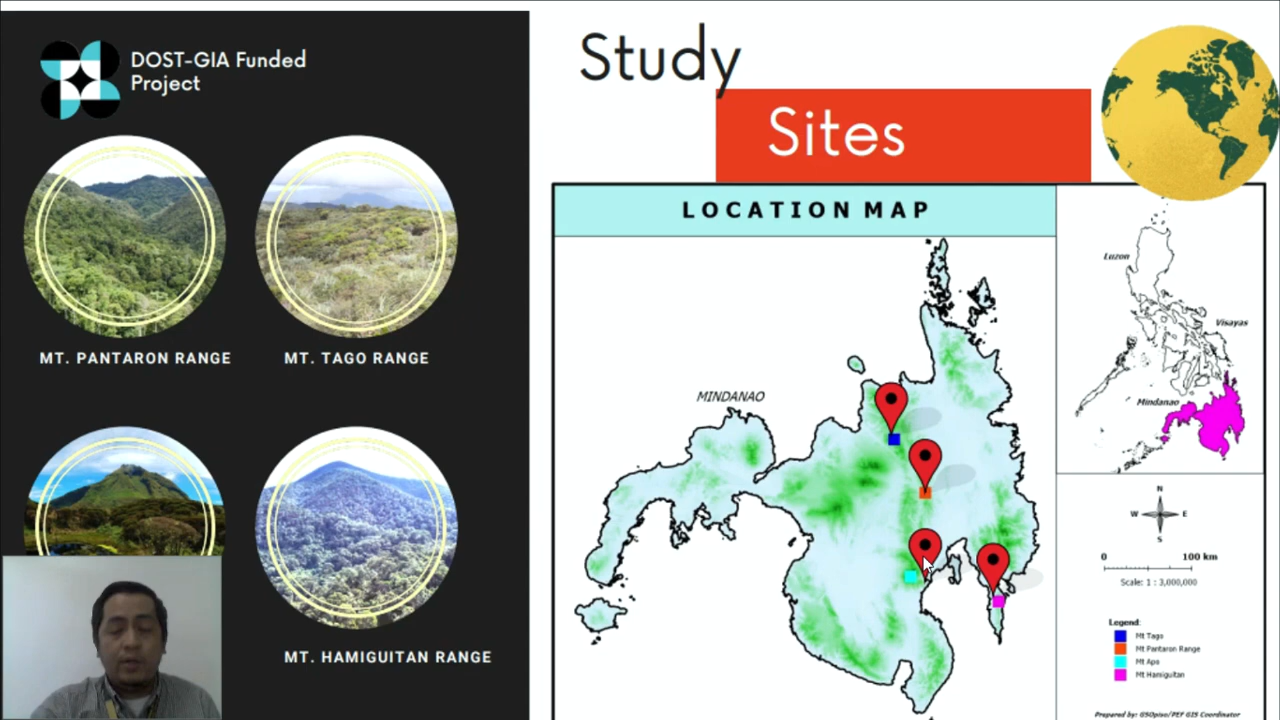 DOST-GIA Funded
Project
MT. PANTARON RANGE
MT. TAGO RANGE
MT. HAMIGUITAN RANGE
Study
Sites
LOCATION MAP
MINDANAO
Luzon
Visayas
Mindanao
N
W E
S
0 100 km
Scale: 1 : 3,000,000
Legend:
Mt Tago
Mt Pantaron Range
Mt Apo
Mt Hamiguitan
Prepared by: GSOpiso/PEF GIS Coordinator